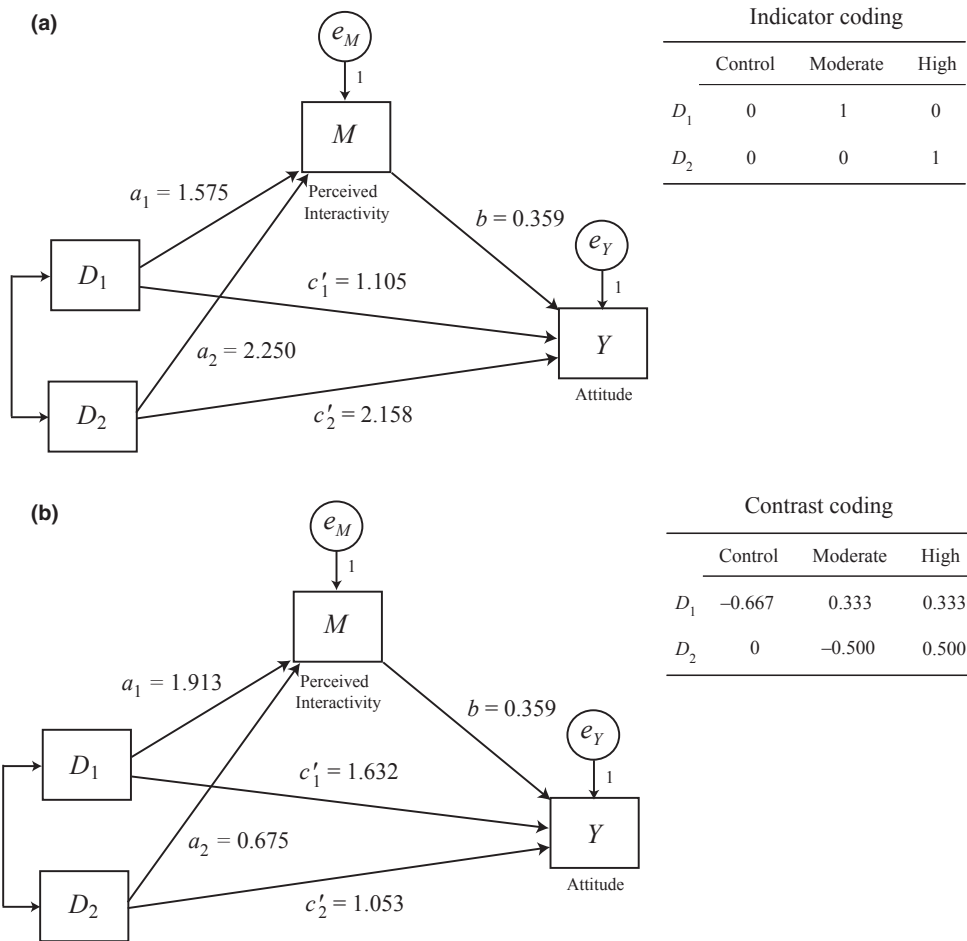 (a)
e_M
1
M
Perceived
Interactivity
a_1 = 1.575
b = 0.359
e_Y
1
D_1
c′_1 = 1.105
Y
a_2 = 2.250
Attitude
D_2
c′_2 = 2.158
Indicator coding
Control Moderate High
D_1 0 1 0
D_2 0 0 1
(b)
e_M
1
M
Perceived
Interactivity
a_1 = 1.913
b = 0.359
e_Y
1
D_1
c′_1 = 1.632
Y
a_2 = 0.675
Attitude
D_2
c′_2 = 1.053
Contrast coding
Control Moderate High
D_1 –0.667 0.333 0.333
D_2 0 –0.500 0.500